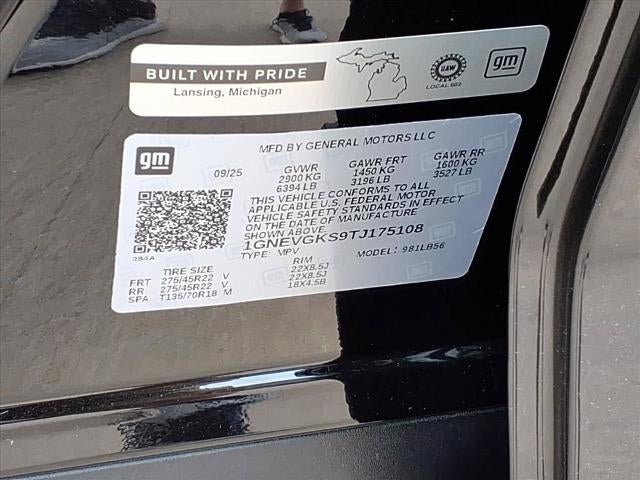 BUILT WITH PRIDE
Lansing, Michigan
UAW
LOCAL 602
gm
gm
MFD BY GENERAL MOTORS LLC
09/25 GVWR GAWR FRT GAWR RR
2900 KG 1450 KG 1600 KG
6394 LB 3196 LB 3527 LB
THIS VEHICLE CONFORMS TO ALL
APPLICABLE U.S. FEDERAL MOTOR
VEHICLE SAFETY STANDARDS IN EFFECT
ON THE DATE OF MANUFACTURE
1GNEVGKS9TJ175108
TYPE: MPV MODEL: 981LB56
384A
TIRE SIZE RIM
FRT 275/45R22 V 22X8.5J
RR 275/45R22 V 22X8.5J
SPA T135/70R18 M 18X4.5B